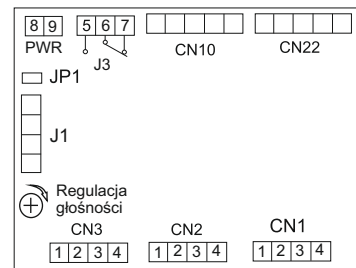 8 9 5 6 7
PWR J3 CN10 CN22
JP1
J1
Regulacja
głośności
CN3 CN2 CN1
1 2 3 4 1 2 3 4 1 2 3 4